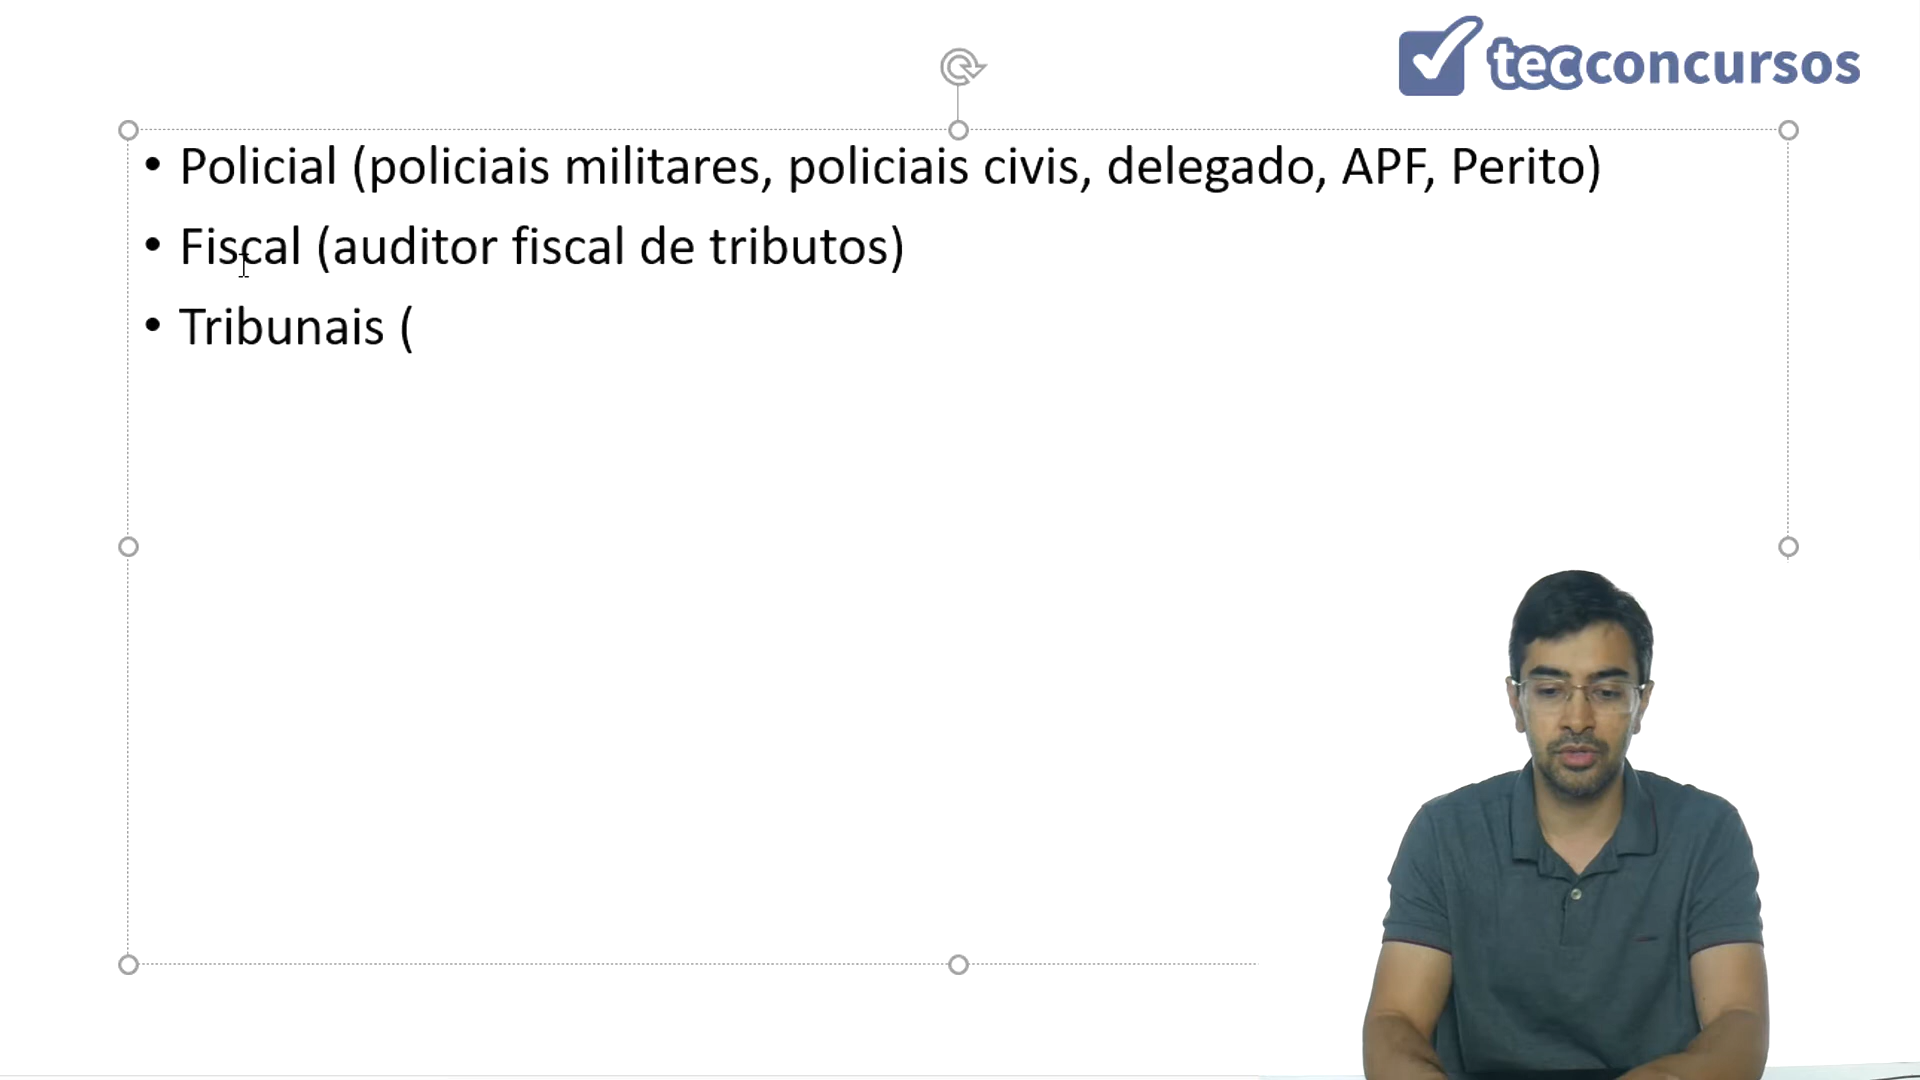 tecconcursos
• Policial (policiais militares, policiais civis, delegado, APF, Perito)
• Fiscal (auditor fiscal de tributos)
• Tribunais (